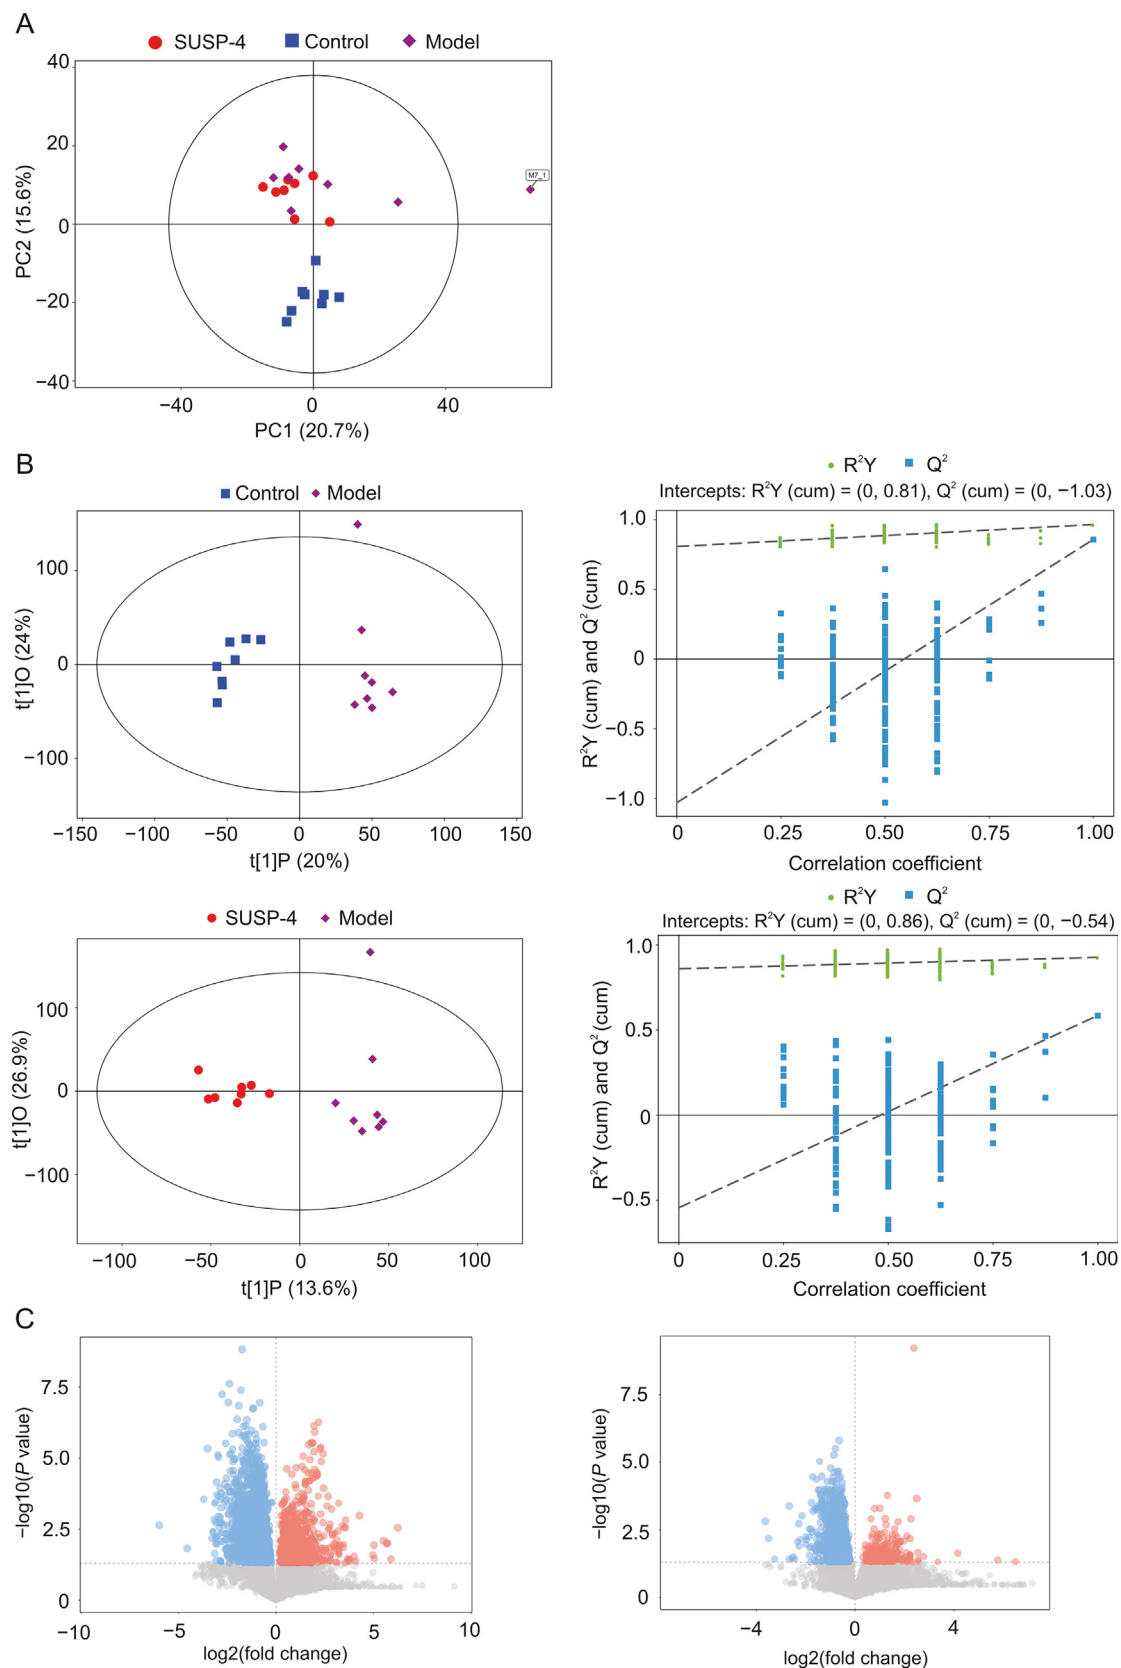 A
SUSP-4 Control Model
40
20
0
−20
−40
PC2 (15.6%)
M7_1
−40 0 40
PC1 (20.7%)
B
Control Model
100
0
−100
t[1]O (24%)
−150 −100 −50 0 50 100 150
t[1]P (20%)
R²Y Q²
Intercepts: R²Y (cum) = (0, 0.81), Q² (cum) = (0, −1.03)
1.0
0.5
0
−0.5
−1.0
R²Y (cum) and Q² (cum)
0 0.25 0.50 0.75 1.00
Correlation coefficient
SUSP-4 Model
100
0
−100
t[1]O (26.9%)
−100 −50 0 50 100
t[1]P (13.6%)
R²Y Q²
Intercepts: R²Y (cum) = (0, 0.86), Q² (cum) = (0, −0.54)
1.0
0.5
0
−0.5
R²Y (cum) and Q² (cum)
0 0.25 0.50 0.75 1.00
Correlation coefficient
C
7.5
5.0
2.5
0
−log10(P value)
−10 −5 0 5 10
log2(fold change)
7.5
5.0
2.5
0
−log10(P value)
−4 0 4
log2(fold change)